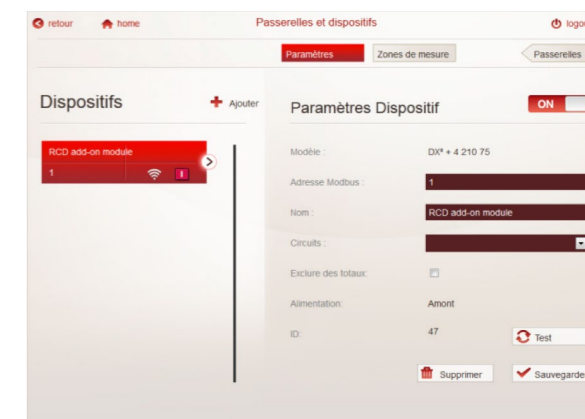 retour home Passerelles et dispositifs
Paramètres Zones de mesure Passerelles
Dispositifs Ajouter
Paramètres Dispositif ON
RCD add-on module
1 I
Modèle : DX³ + 4 210 75
Adresse Modbus : 1
Nom : RCD add-on module
Circuits :
Exclure des totaux:
Alimentation: Amont
ID: 47
Test
Supprimer Sauvegarde